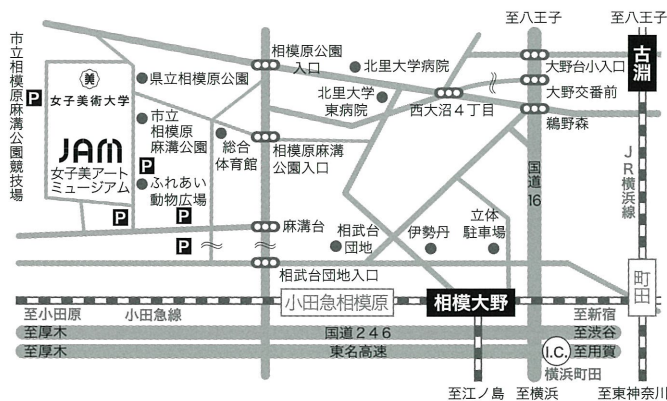 至八王子
至八王子
市立相模原麻溝公園競技場
P
美
女子美術大学
JAM
女子美アート
ミュージアム
県立相模原公園
市立
相模原
麻溝公園
P
ふれあい
動物広場
P
P
P
総合
体育館
相模原公園
入口
北里大学病院
北里大学
東病院
西大沼4丁目
相模原麻溝
公園入口
大野台小入口
大野交番前
鵜野森
古淵
国道16
JR横浜線
麻溝台
相武台
団地
伊勢丹
立体
駐車場
相武台団地入口
小田急相模原
相模大野
町田
至小田原
小田急線
至新宿
至厚木
国道246
至渋谷
至厚木
東名高速
I.C.
至用賀
横浜町田
至江ノ島
至横浜
至東神奈川